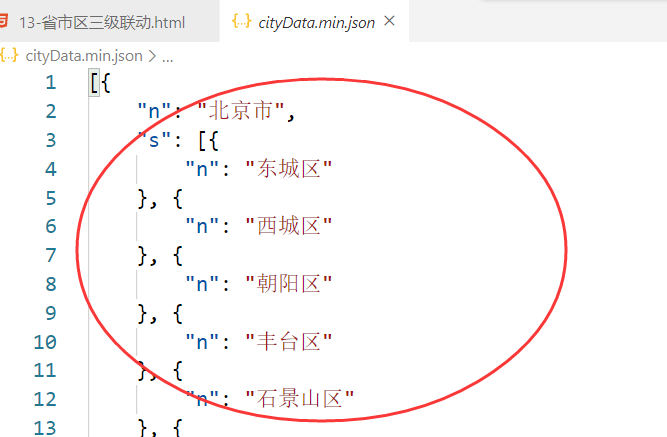 13-省市区三级联动.html
{..} cityData.min.json ×
{..} cityData.min.json > ...
1 [{
2 "n": "北京市",
3 "s": [{
4 "n": "东城区"
5 }, {
6 "n": "西城区"
7 }, {
8 "n": "朝阳区"
9 }, {
10 "n": "丰台区"
11 }, {
12 "n": "石景山区"
13 }, {